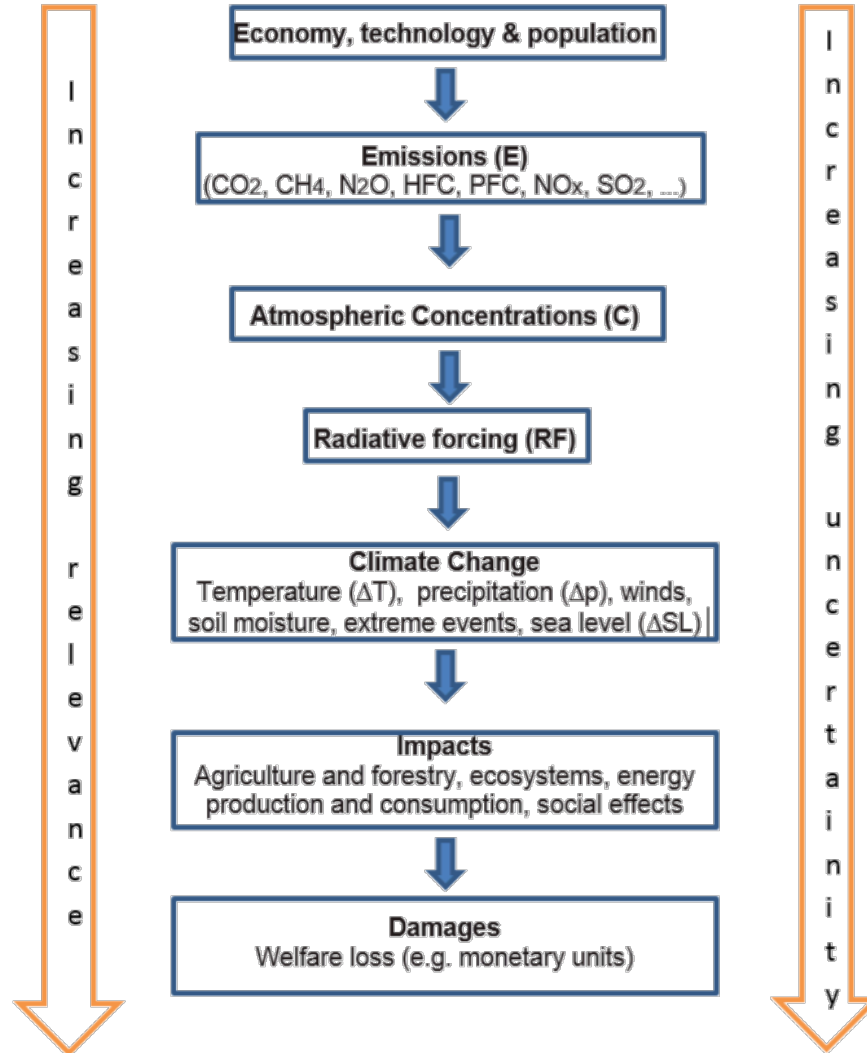 Economy, technology & population
Emissions (E)
(CO2, CH4, N2O, HFC, PFC, NOx, SO2, ....)
Atmospheric Concentrations (C)
Radiative forcing (RF)
Climate Change
Temperature (ΔT), precipitation (Δp), winds,
soil moisture, extreme events, sea level (ΔSL)
Impacts
Agriculture and forestry, ecosystems, energy
production and consumption, social effects
Damages
Welfare loss (e.g. monetary units)
Increasing relevance
Increasing uncertainity